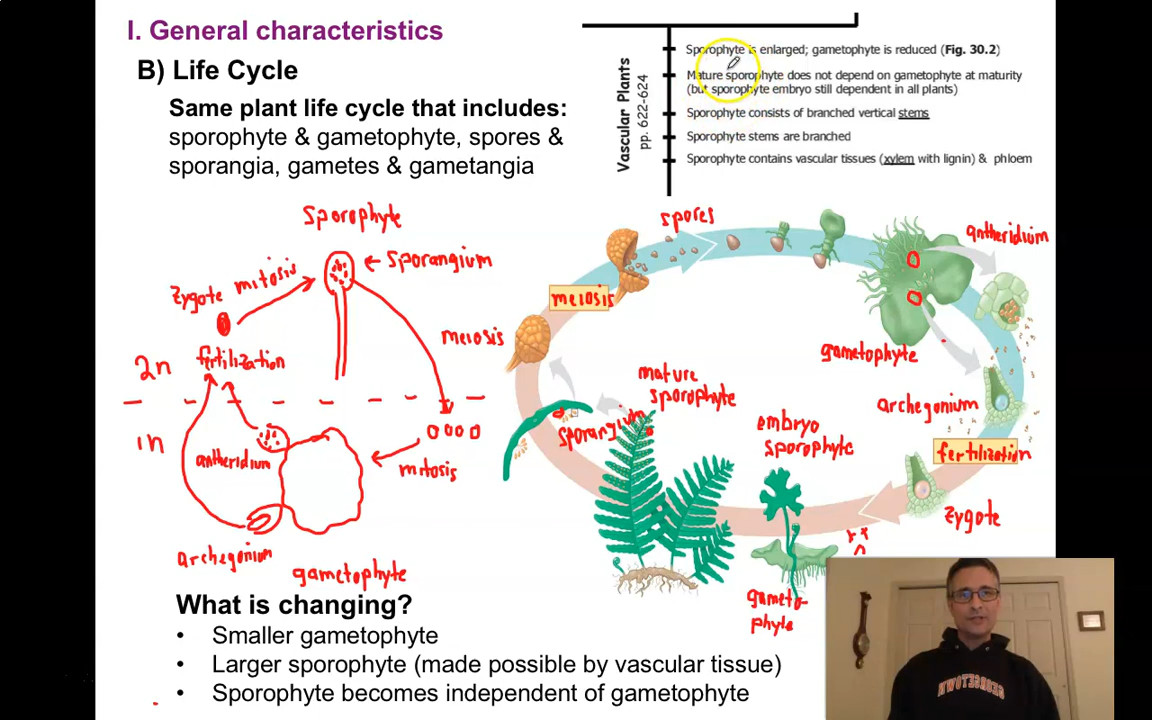 I. General characteristics
B) Life Cycle
Same plant life cycle that includes:
sporophyte & gametophyte, spores &
sporangia, gametes & gametangia
Vascular Plants
pp. 622-624
Sporophyte is enlarged; gametophyte is reduced (Fig. 30.2)
Mature sporophyte does not depend on gametophyte at maturity
(but sporophyte embryo still dependent in all plants)
Sporophyte consists of branched vertical stems
Sporophyte stems are branched
Sporophyte contains vascular tissues (xylem with lignin) & phloem
Sporophyte
Sporangium
mitosis
Zygote
meiosis
fertilization
2n
1n
antheridium
mitosis
archegonium
gametophyte
spores
antheridium
meiosis
gametophyte
mature
sporophyte
archegonium
sporangium
embryo
sporophyte
fertilization
Zygote
gameto-
phyte
What is changing?
• Smaller gametophyte
• Larger sporophyte (made possible by vascular tissue)
• Sporophyte becomes independent of gametophyte
GEORGETOWN